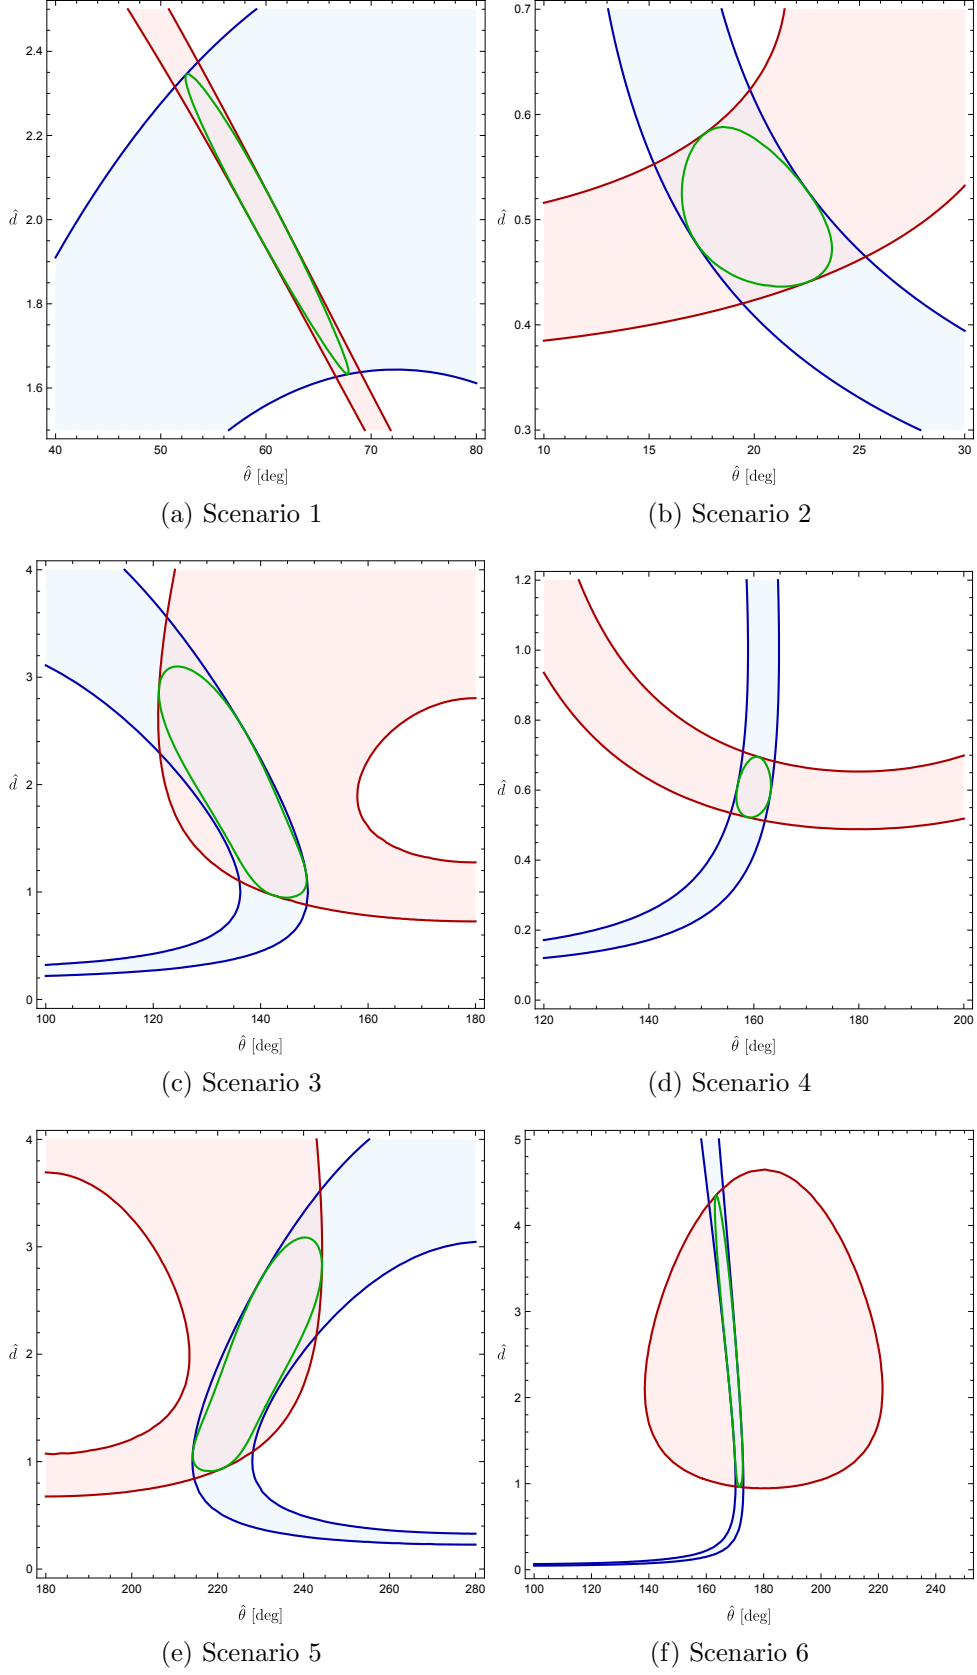 2.4
2.2
2.0
1.8
1.6
d̂
40 50 60 70 80
θ̂ [deg]
(a) Scenario 1
0.7
0.6
0.5
0.4
0.3
d̂
10 15 20 25 30
θ̂ [deg]
(b) Scenario 2
4
3
2
1
0
d̂
100 120 140 160 180
θ̂ [deg]
(c) Scenario 3
1.2
1.0
0.8
0.6
0.4
0.2
0.0
d̂
120 140 160 180 200
θ̂ [deg]
(d) Scenario 4
4
3
2
1
0
d̂
180 200 220 240 260 280
θ̂ [deg]
(e) Scenario 5
5
4
3
2
1
0
d̂
100 120 140 160 180 200 220 240
θ̂ [deg]
(f) Scenario 6